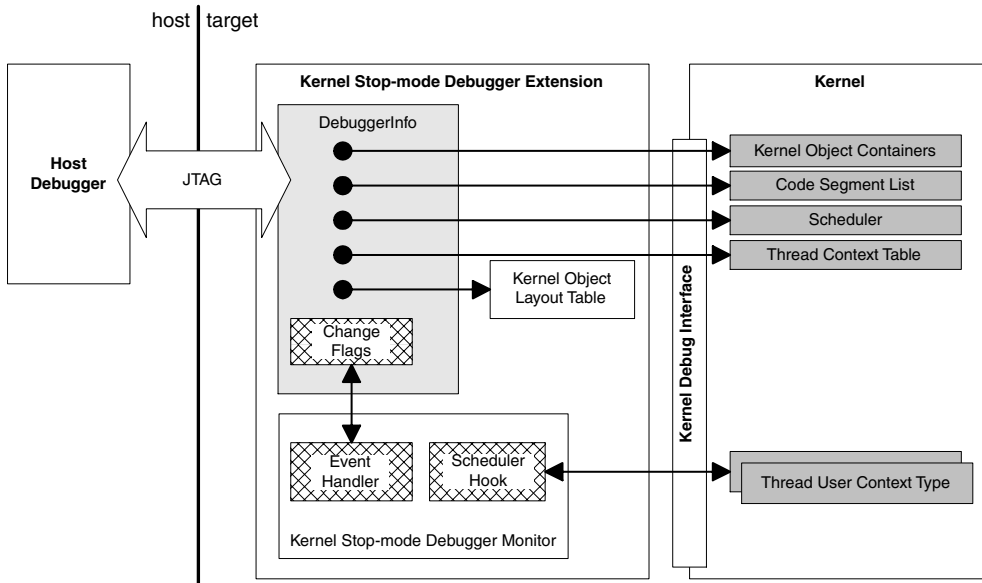 host target
Kernel Stop-mode Debugger Extension
Kernel
DebuggerInfo
Host
Debugger
JTAG
Kernel Object Containers
Code Segment List
Scheduler
Thread Context Table
Kernel Object
Layout Table
Change
Flags
Kernel Debug Interface
Event
Handler
Scheduler
Hook
Thread User Context Type
Kernel Stop-mode Debugger Monitor